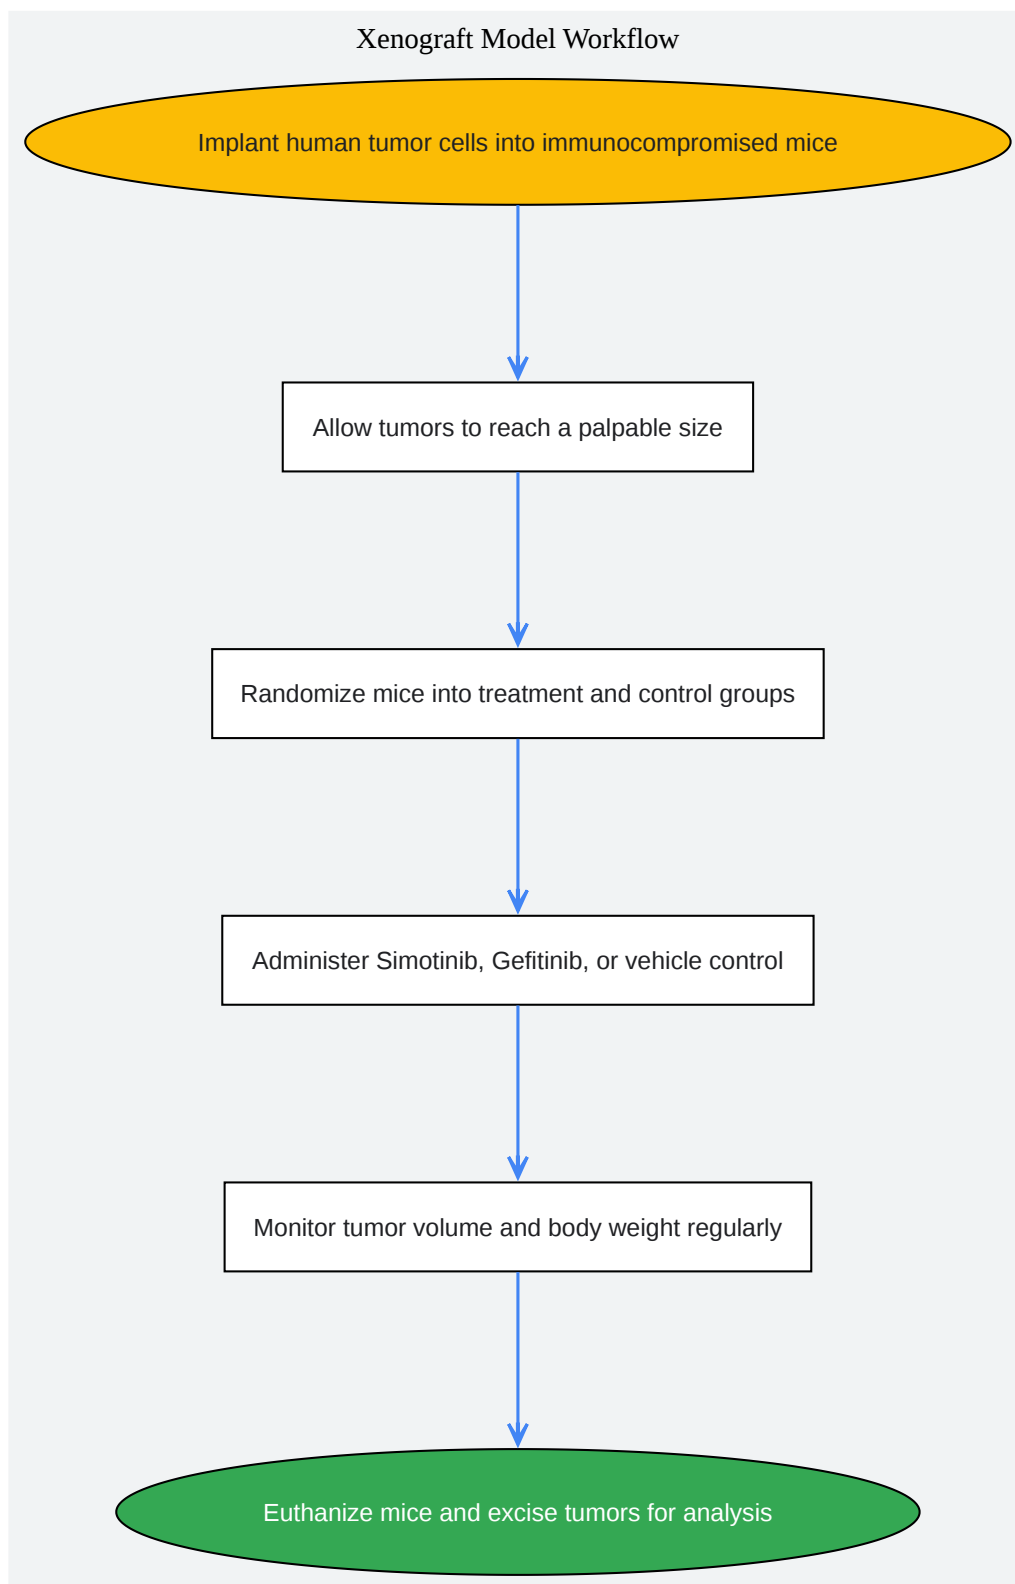 Xenograft Model Workflow
Implant human tumor cells into immunocompromised mice
Allow tumors to reach a palpable size
Randomize mice into treatment and control groups
Administer Simotinib, Gefitinib, or vehicle control
Monitor tumor volume and body weight regularly
Euthanize mice and excise tumors for analysis